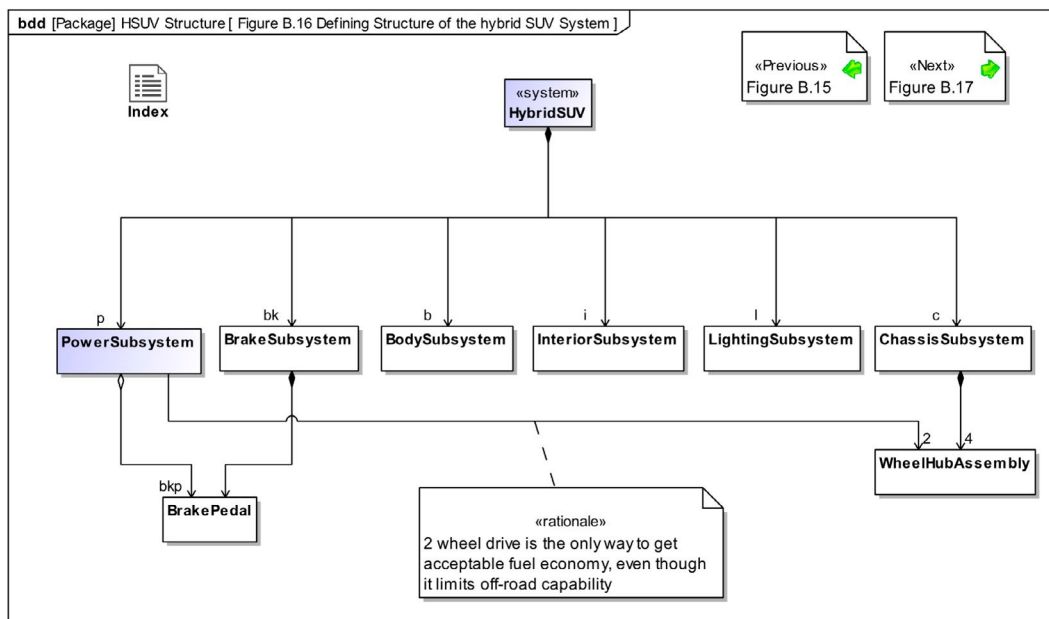 bdd [Package] HSUV Structure [ Figure B.16 Defining Structure of the hybrid SUV System ]
Index
«system»
HybridSUV
«Previous»
Figure B.15
«Next»
Figure B.17
p
bk
b
i
l
c
PowerSubsystem
BrakeSubsystem
BodySubsystem
InteriorSubsystem
LightingSubsystem
ChassisSubsystem
2
4
WheelHubAssembly
bkp
BrakePedal
«rationale»
2 wheel drive is the only way to get
acceptable fuel economy, even though
it limits off-road capability